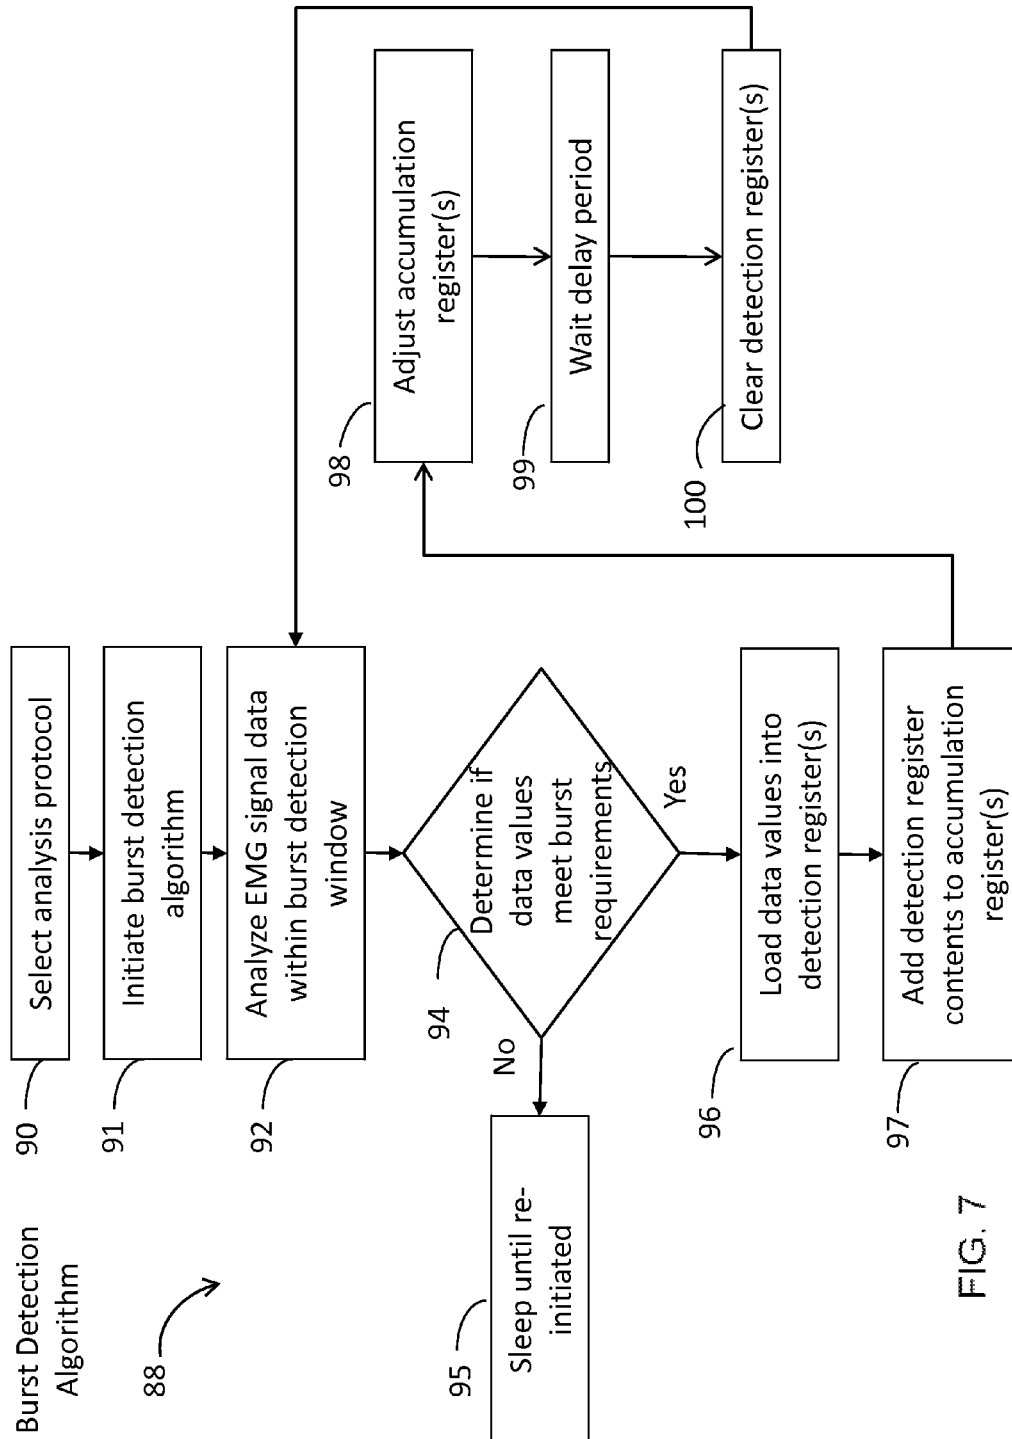 Burst Detection
Algorithm
88
90
Select analysis protocol
91
Initiate burst detection
algorithm
92
Analyze EMG signal data
within burst detection
window
94
Determine if
data values
meet burst
requirements
No
Yes
95
Sleep until re-
initiated
96
Load data values into
detection register(s)
97
Add detection register
contents to accumulation
register(s)
98
Adjust accumulation
register(s)
99
Wait delay period
100
Clear detection register(s)
FIG. 7